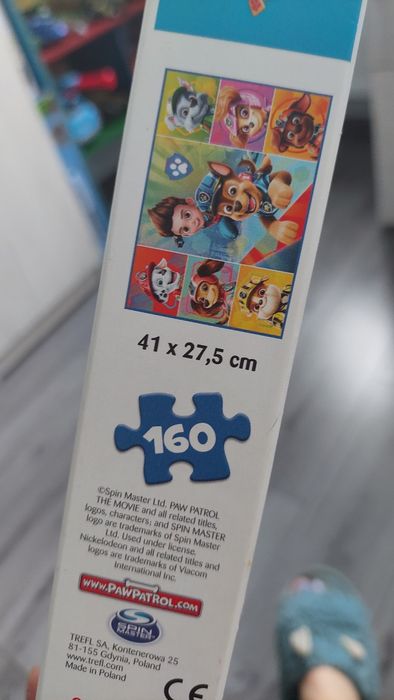 41 x 27,5 cm
160
©Spin Master Ltd. PAW PATROL
THE MOVIE and all related titles,
logos, characters; and SPIN MASTER
logo are trademarks of Spin Master
Ltd. Used under license.
Nickelodeon and all related titles and
logos are trademarks of Viacom
International Inc.
www.PAWPATROL.COM
SPIN
MASTER
TREFL SA, Kontenerowa 25
81-155 Gdynia, Poland
www.trefl.com
Made in Poland
CE